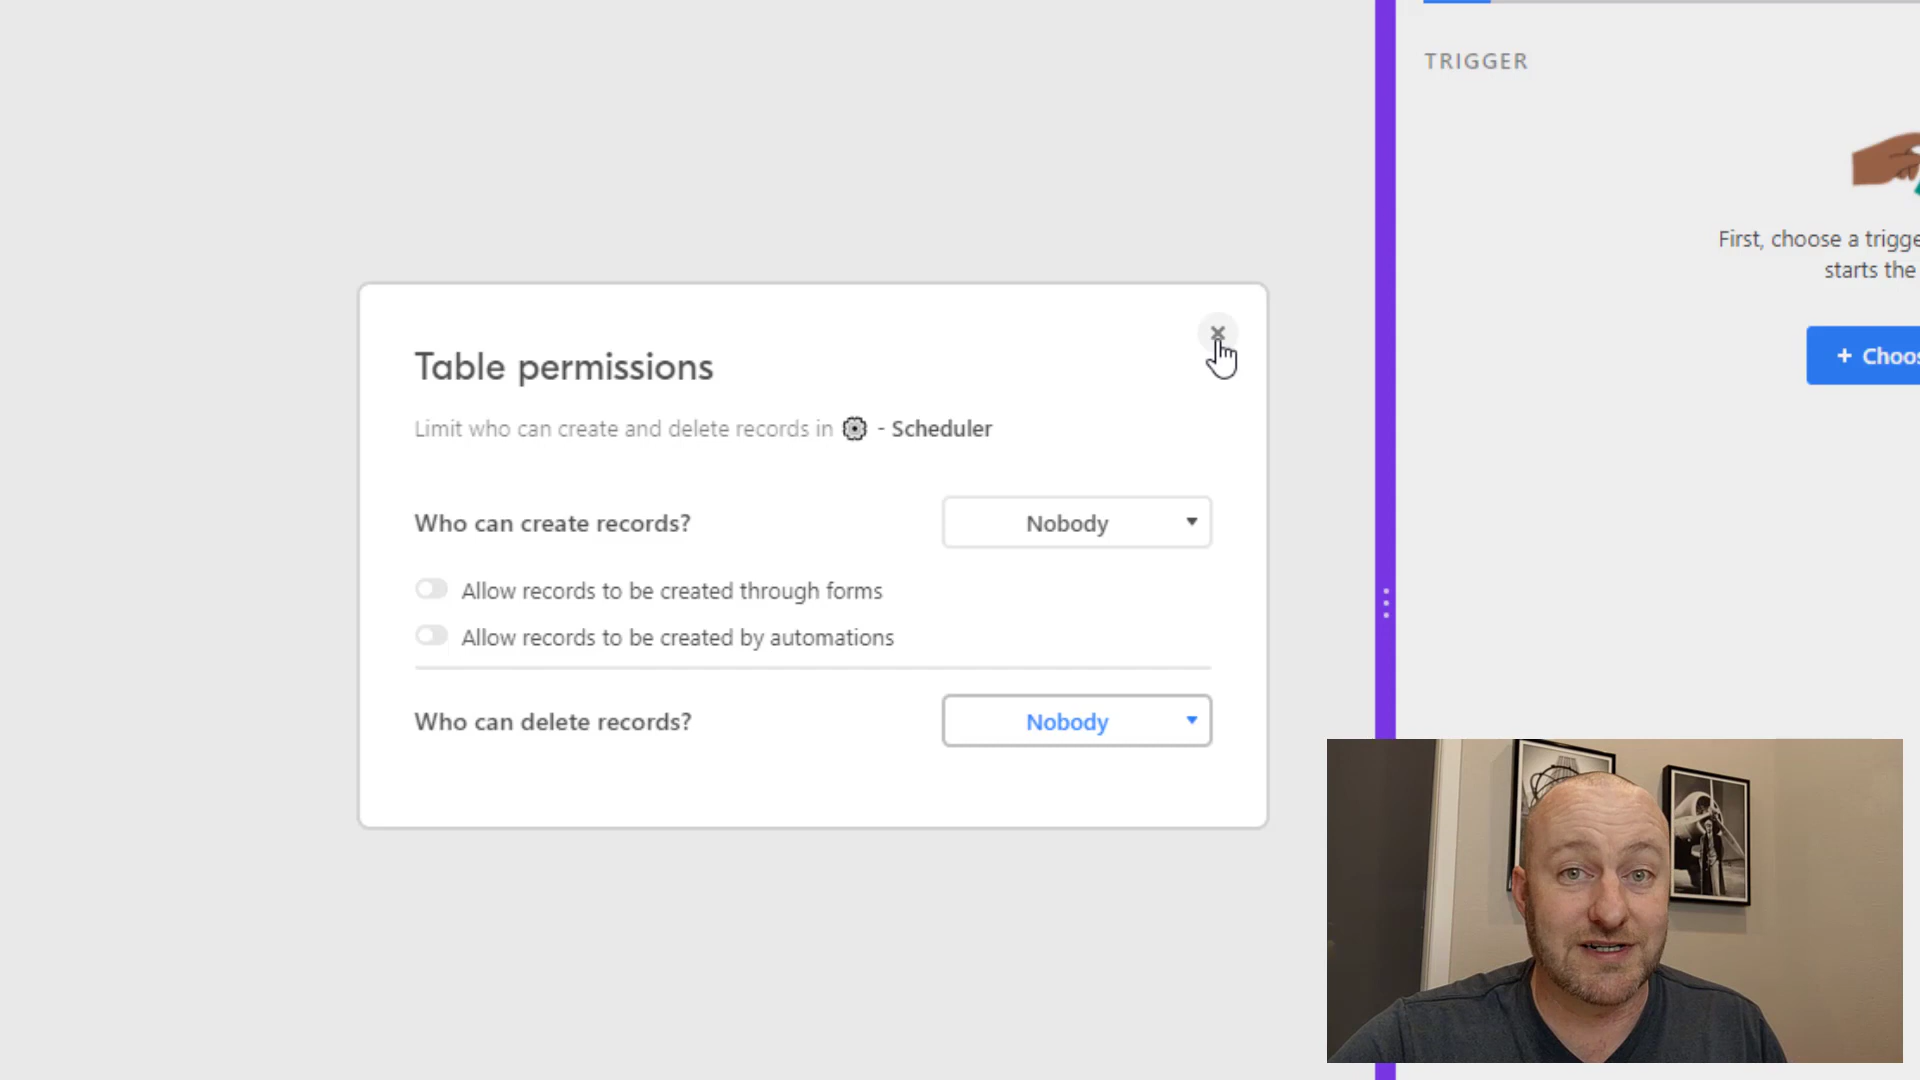 TRIGGER
First, choose a trigge
starts the
+ Choos
Table permissions
Limit who can create and delete records in - Scheduler
Who can create records? Nobody
Allow records to be created through forms
Allow records to be created by automations
Who can delete records? Nobody